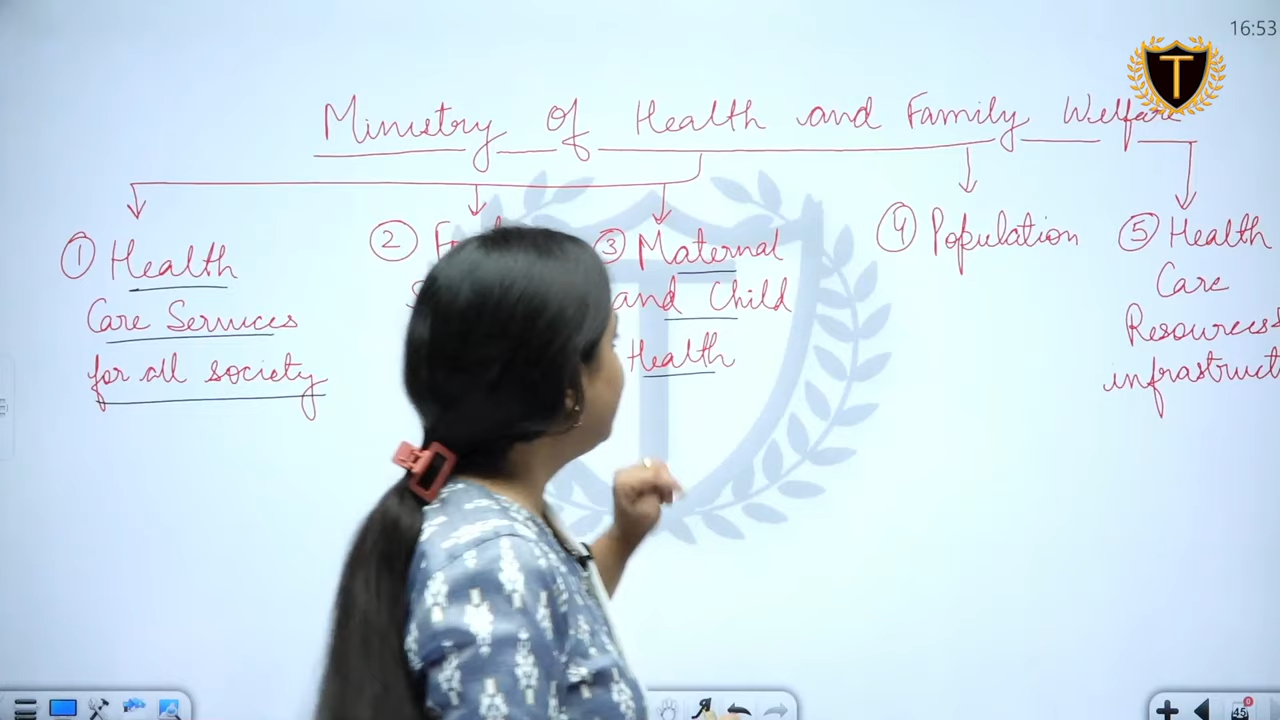 16:53
T
Ministry of Health and Family Welfare
① Health
Care Services
for all society
②
③ Maternal
and Child
Health
④ Population
⑤ Health
Care
Resources
infrastruct
45